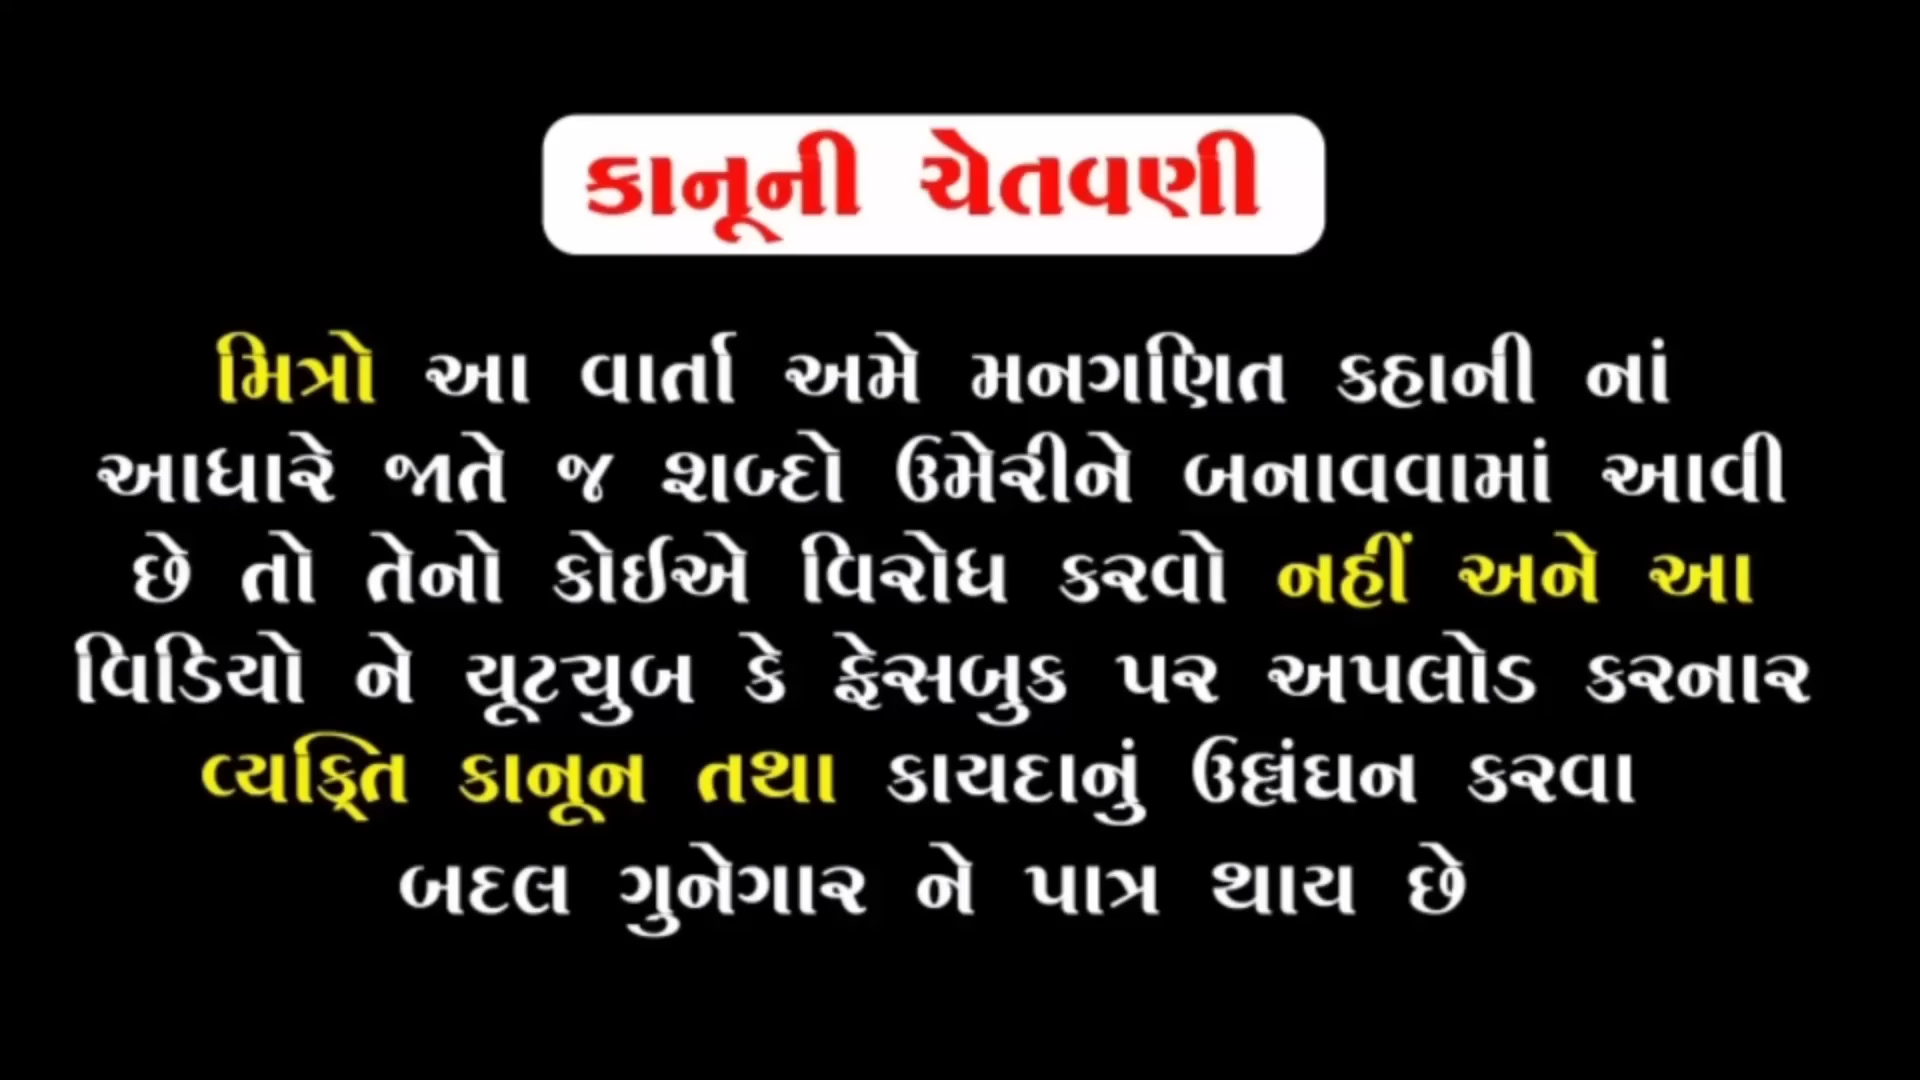 કાનૂની ચેતવણી
મિત્રો આ વાર્તા અમે મનગણિત કહાની નાં
આધારે જાતે જ શબ્દો ઉમેરીને બનાવવામાં આવી
છે તો તેનો કોઈએ વિરોધ કરવો નહીં અને આ
વિડિયો ને યૂટ્યુબ કે ફેસબુક પર અપલોડ કરનાર
વ્યક્તિ કાનૂન તથા કાયદાનું ઉલ્લંઘન કરવા
બદલ ગુનેગાર ને પાત્ર થાય છે